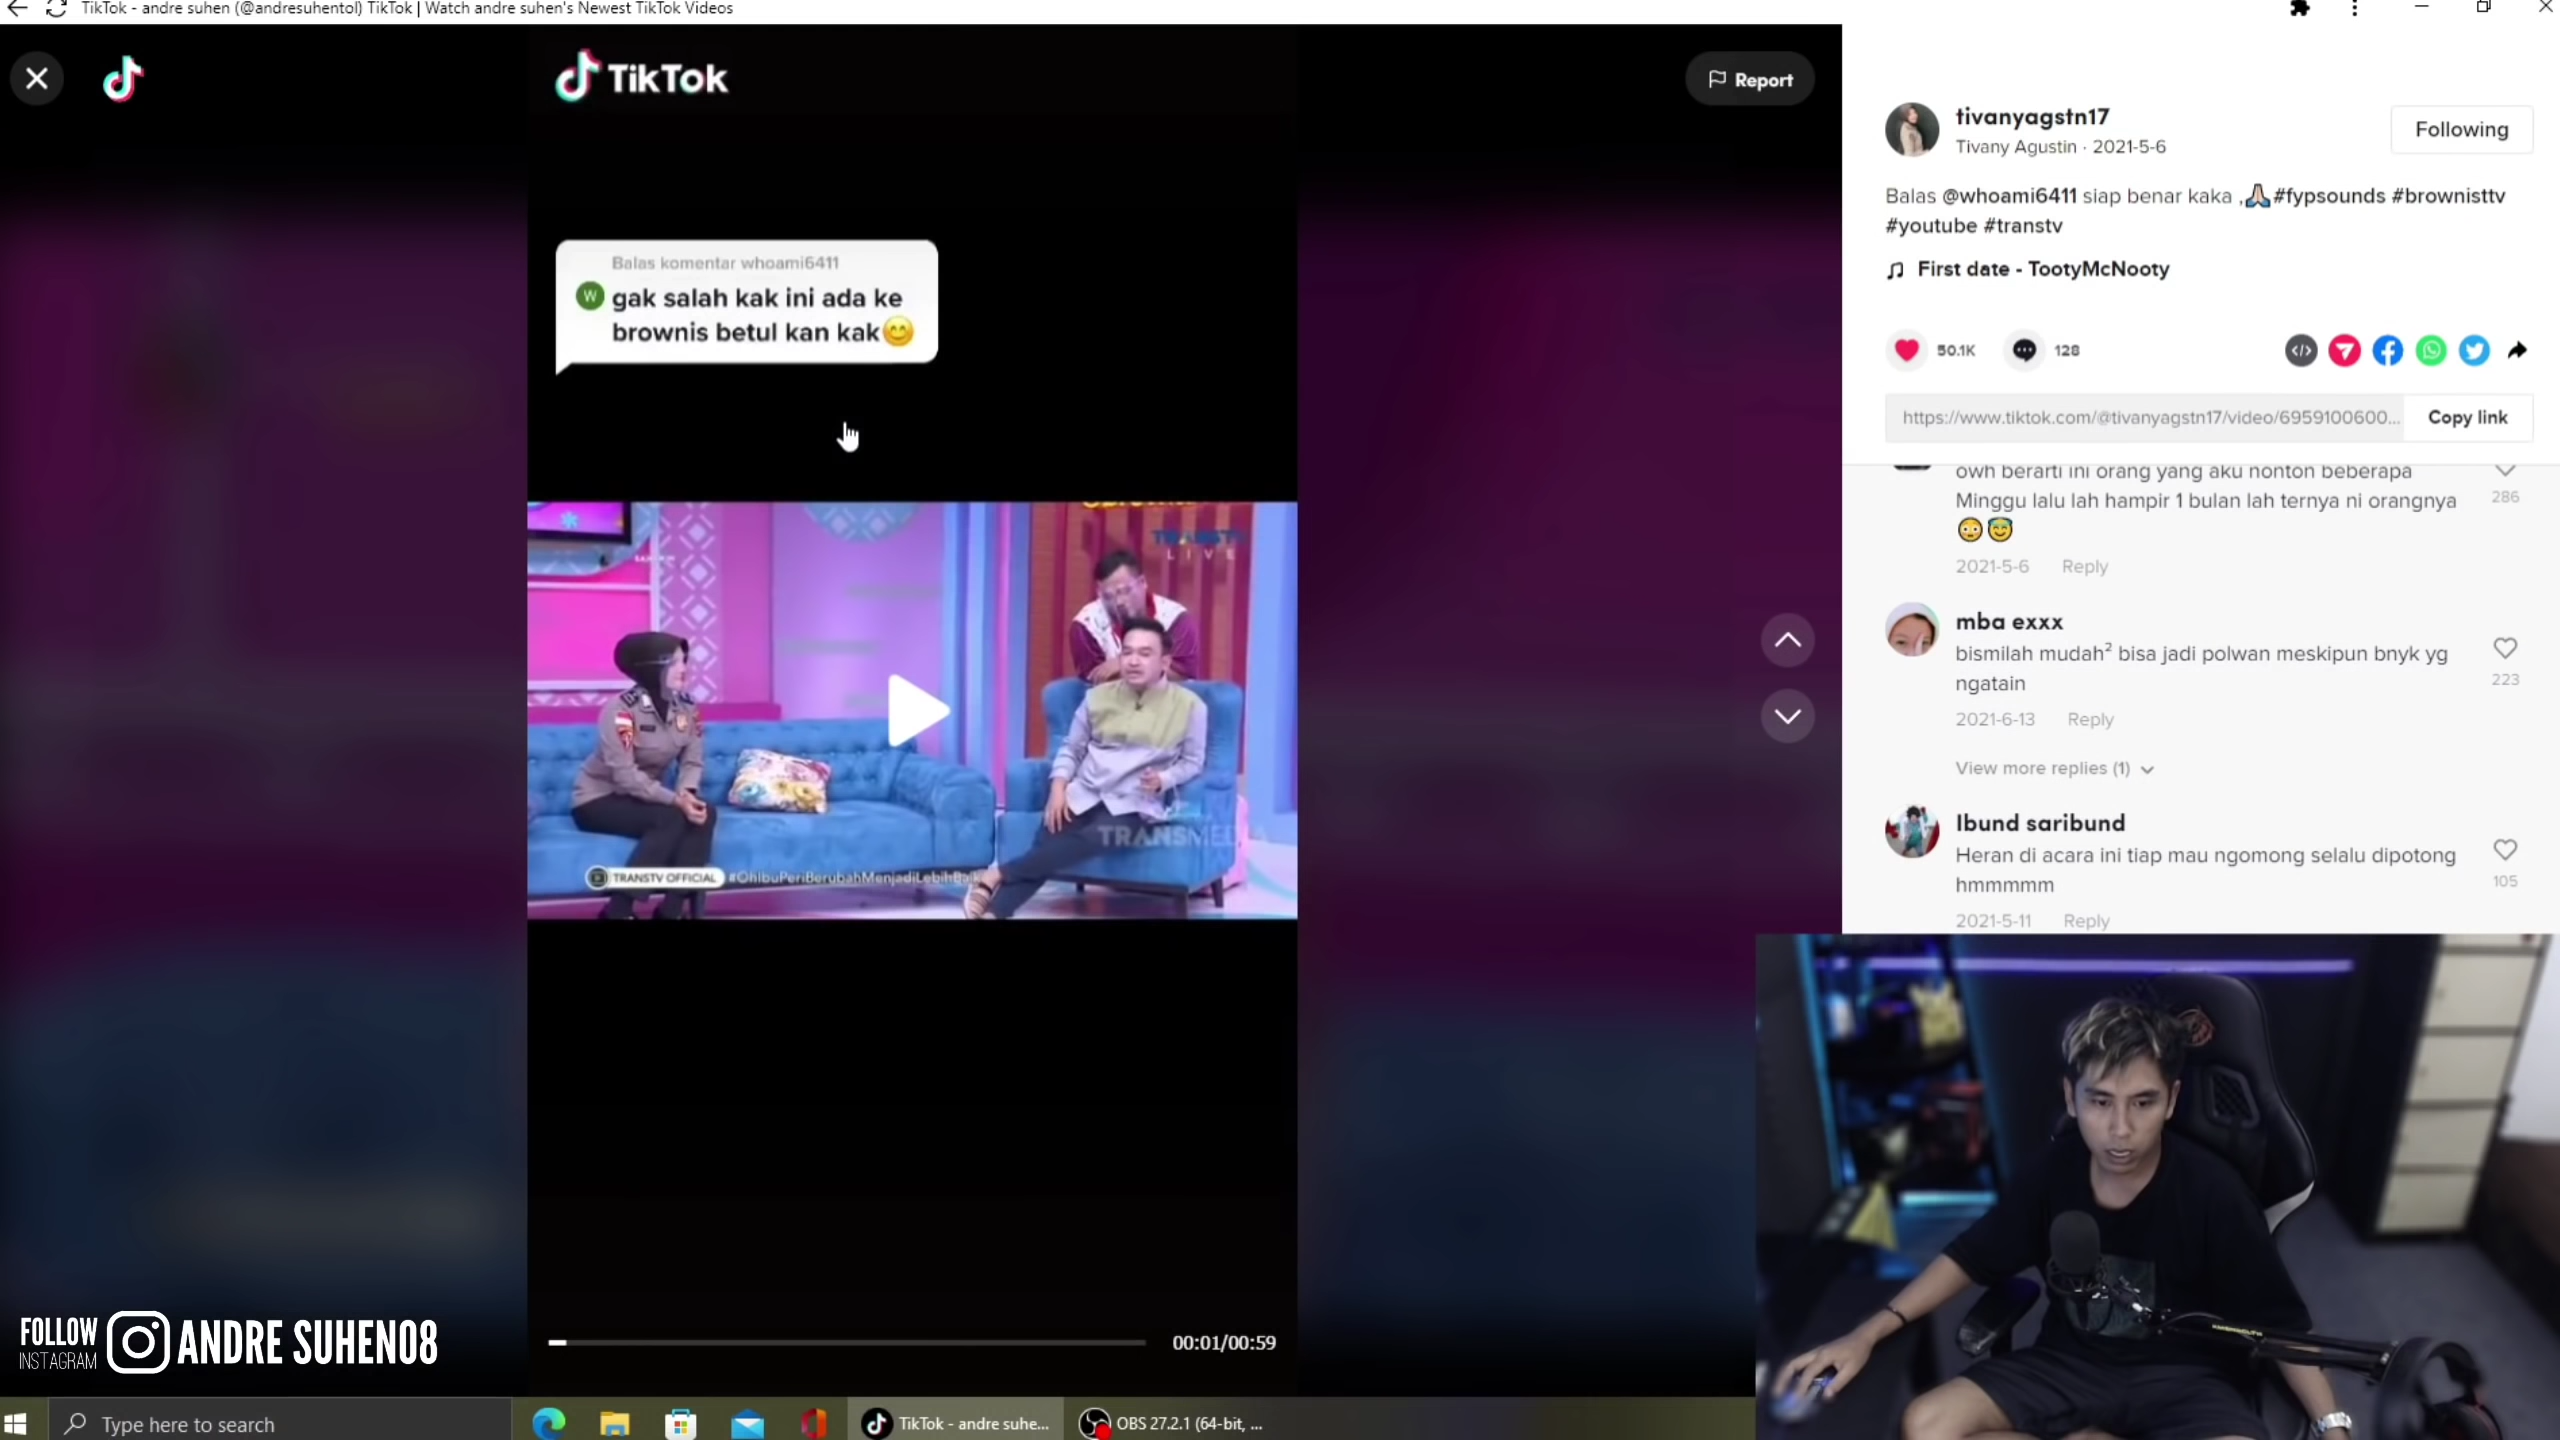 TikTok - andre suhen (@andresuhentol) TikTok | Watch andre suhen's Newest TikTok Videos
TikTok
Report
Balas komentar whoami6411
W
gak salah kak ini ada ke
brownis betul kan kak😊
TRANSTV
LIVE
TRANSMEDIA
TRANSTV OFFICIAL #OhIbuPeriBerubahMenjadiLebihBaik
00:01/00:59
tivanyagstn17
Tivany Agustin · 2021-5-6
Following
Balas @whoami6411 siap benar kaka ,🙏🏻#fypsounds #brownisttv
#youtube #transtv
First date - TootyMcNooty
50.1K
128
https://www.tiktok.com/@tivanyagstn17/video/6959100600...
Copy link
owh berarti ini orang yang aku nonton beberapa
Minggu lalu lah hampir 1 bulan lah ternya ni orangnya
😳😇
286
2021-5-6 Reply
mba exxx
bismilah mudah² bisa jadi polwan meskipun bnyk yg
ngatain
223
2021-6-13 Reply
View more replies (1)
Ibund saribund
Heran di acara ini tiap mau ngomong selalu dipotong
hmmmmm
105
2021-5-11 Reply
FOLLOW
INSTAGRAM
ANDRE SUHEN08
Type here to search
TikTok - andre suhe...
OBS 27.2.1 (64-bit, ...